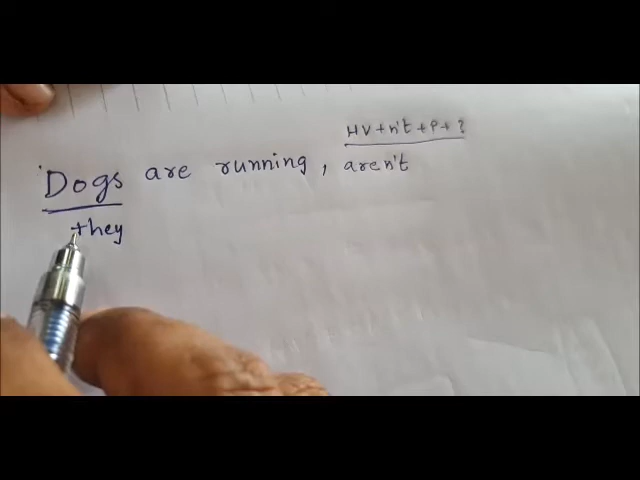 HV + n't + P + ?
Dogs are running, aren't
they